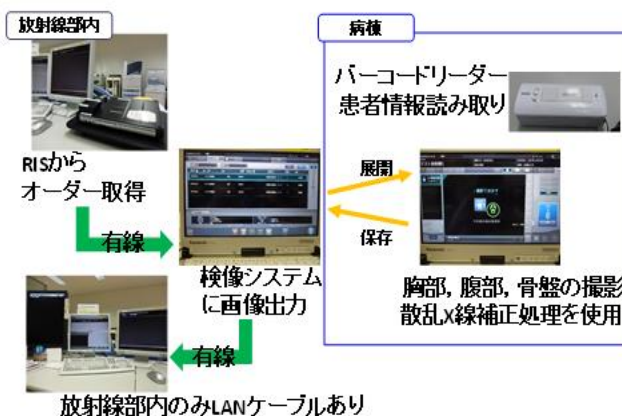 放射線部内
病棟
バーコードリーダー
患者情報読み取り
RISから
オーダー取得
有線
展開
保存
検像システム
に画像出力
胸部, 腹部, 骨盤の撮影
散乱X線補正処理を使用
有線
放射線部内のみLANケーブルあり